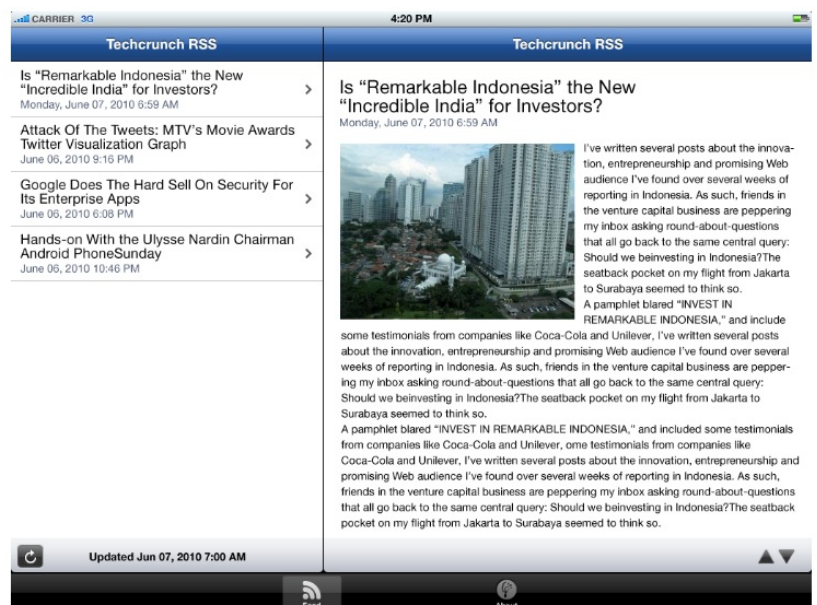 CARRIER 3G
4:20 PM
Techcrunch RSS
Is “Remarkable Indonesia” the New
“Incredible India” for Investors?
Monday, June 07, 2010 6:59 AM
Attack Of The Tweets: MTV’s Movie Awards
Twitter Visualization Graph
June 06, 2010 9:16 PM
Google Does The Hard Sell On Security For
Its Enterprise Apps
June 06, 2010 6:08 PM
Hands-on With the Ulysse Nardin Chairman
Android PhoneSunday
June 06, 2010 10:46 PM
Updated Jun 07, 2010 7:00 AM
Techcrunch RSS
Is “Remarkable Indonesia” the New
“Incredible India” for Investors?
Monday, June 07, 2010 6:59 AM
I’ve written several posts about the innova-
tion, entrepreneurship and promising Web
audience I’ve found over several weeks of
reporting in Indonesia. As such, friends in
the venture capital business are peppering
my inbox asking round-about-questions
that all go back to the same central query:
Should we beinvesting in Indonesia?The
seatback pocket on my flight from Jakarta
to Surabaya seemed to think so.
A pamphlet blared “INVEST IN
REMARKABLE INDONESIA,” and include
some testimonials from companies like Coca-Cola and Unilever, I’ve written several posts
about the innovation, entrepreneurship and promising Web audience I’ve found over several
weeks of reporting in Indonesia. As such, friends in the venture capital business are pepper-
ing my inbox asking round-about-questions that all go back to the same central query:
Should we beinvesting in Indonesia?The seatback pocket on my flight from Jakarta to
Surabaya seemed to think so.
A pamphlet blared “INVEST IN REMARKABLE INDONESIA,” and included some testimonials
from companies like Coca-Cola and Unilever, ome testimonials from companies like
Coca-Cola and Unilever, I’ve written several posts about the innovation, entrepreneurship and
promising Web audience I’ve found over several weeks of reporting in Indonesia. As such,
friends in the venture capital business are peppering my inbox asking round-about-questions
that all go back to the same central query: Should we beinvesting in Indonesia?The seatback
pocket on my flight from Jakarta to Surabaya seemed to think so.
Feed
About